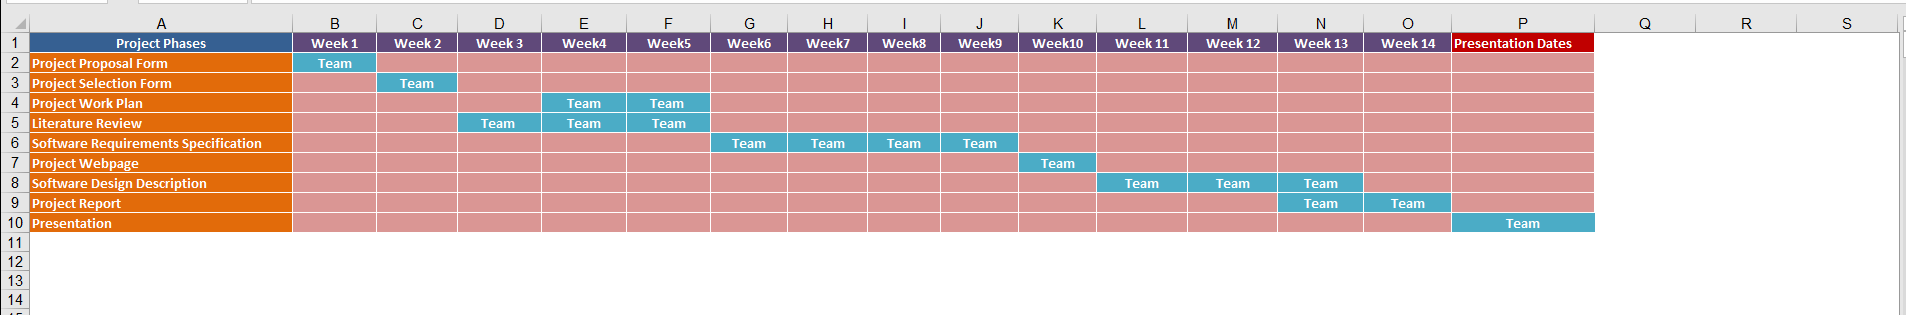 A B C D E F G H I J K L M N O P Q R S
1 Project Phases Week 1 Week 2 Week 3 Week4 Week5 Week6 Week7 Week8 Week9 Week10 Week 11 Week 12 Week 13 Week 14 Presentation Dates
2 Project Proposal Form Team
3 Project Selection Form Team
4 Project Work Plan Team Team
5 Literature Review Team Team Team
6 Software Requirements Specification Team Team Team Team
7 Project Webpage Team
8 Software Design Description Team Team Team
9 Project Report Team Team
10 Presentation Team
11
12
13
14